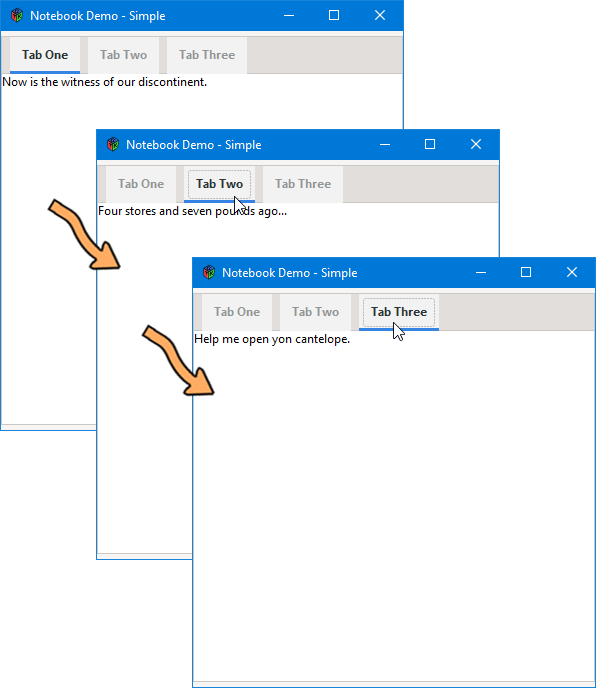 Notebook Demo - Simple
Tab One Tab Two Tab Three
Now is the witness of our discontinent.
Notebook Demo - Simple
Tab One Tab Two Tab Three
Four stores and seven pounds ago...
Notebook Demo - Simple
Tab One Tab Two Tab Three
Help me open yon cantelope.